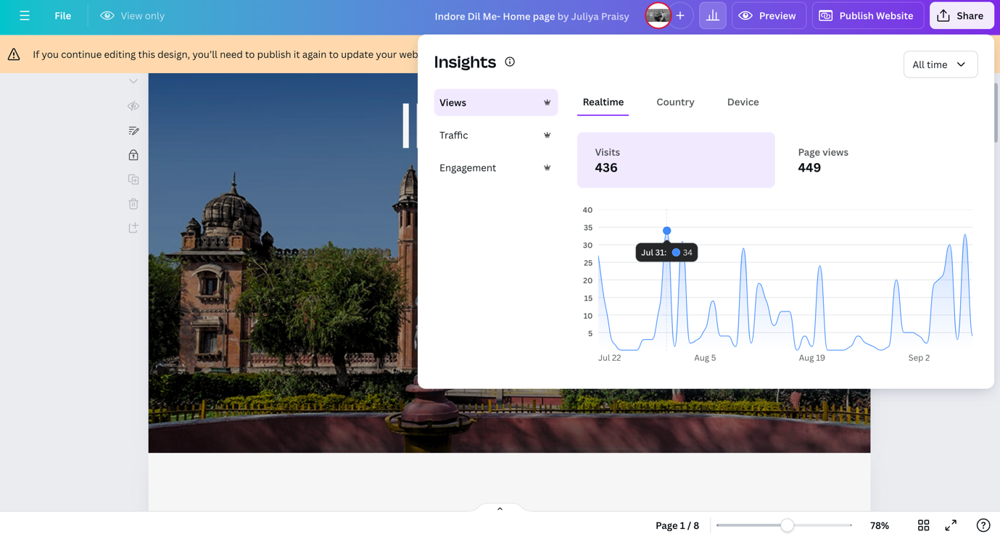 File
View only
Indore Dil Me- Home page by Juliya Praisy
Preview
Publish Website
Share
If you continue editing this design, you’ll need to publish it again to update your web
Insights
All time
Views
Traffic
Engagement
Realtime
Country
Device
Visits
436
Page views
449
40
35
30
25
20
15
10
5
Jul 31: 34
Jul 22
Aug 5
Aug 19
Sep 2
Page 1 / 8
78%